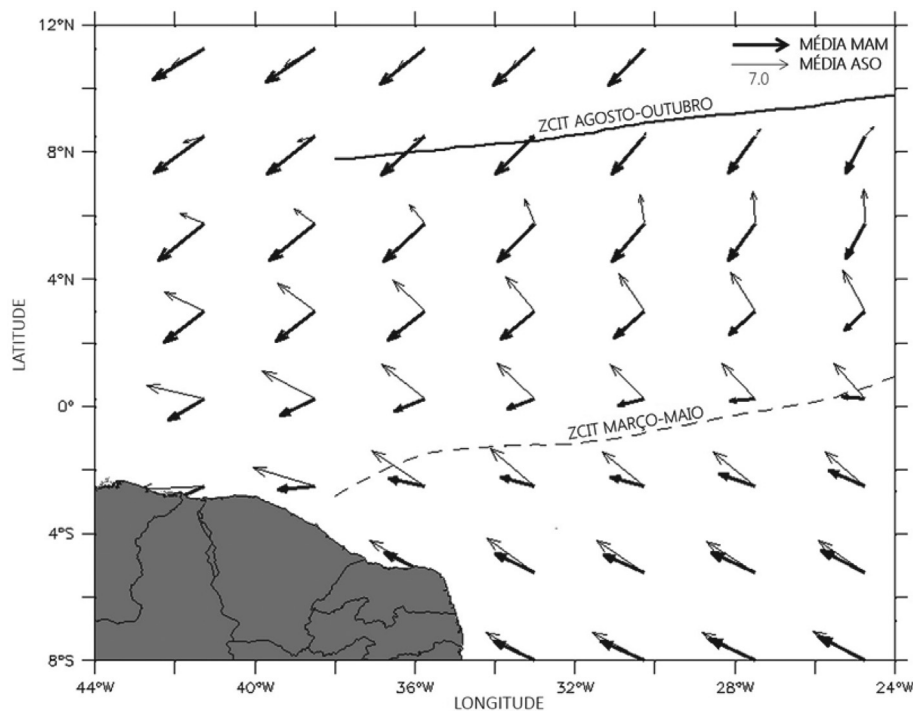 12°N
MÉDIA MAM
MÉDIA ASO
7.0
ZCIT AGOSTO-OUTUBRO
8°N
4°N
LATITUDE
0°
ZCIT MARÇO-MAIO
4°S
8°S
44°W 40°W 36°W 32°W 28°W 24°W
LONGITUDE